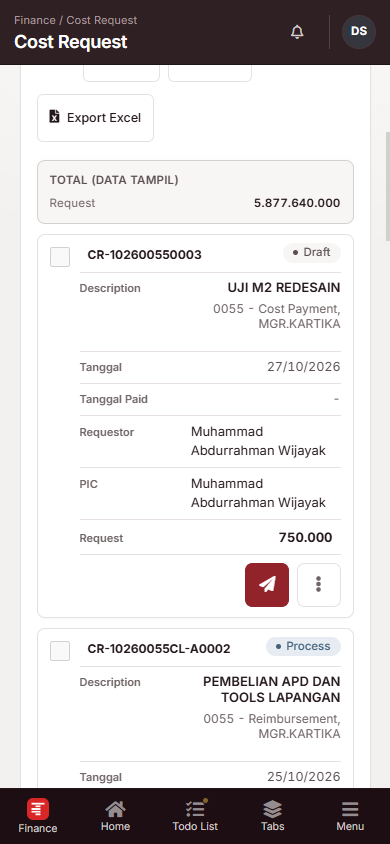 Finance / Cost Request
Cost Request
DS
Export Excel
TOTAL (DATA TAMPIL)
Request 5.877.640.000
CR-102600550003 Draft
Description UJI M2 REDESAIN
0055 - Cost Payment,
MGR.KARTIKA
Tanggal 27/10/2026
Tanggal Paid -
Requestor Muhammad
Abdurrahman Wijayak
PIC Muhammad
Abdurrahman Wijayak
Request 750.000
CR-10260055CL-A0002 Process
Description PEMBELIAN APD DAN
TOOLS LAPANGAN
0055 - Reimbursement,
MGR.KARTIKA
Tanggal 25/10/2026
Finance Home Todo List Tabs Menu